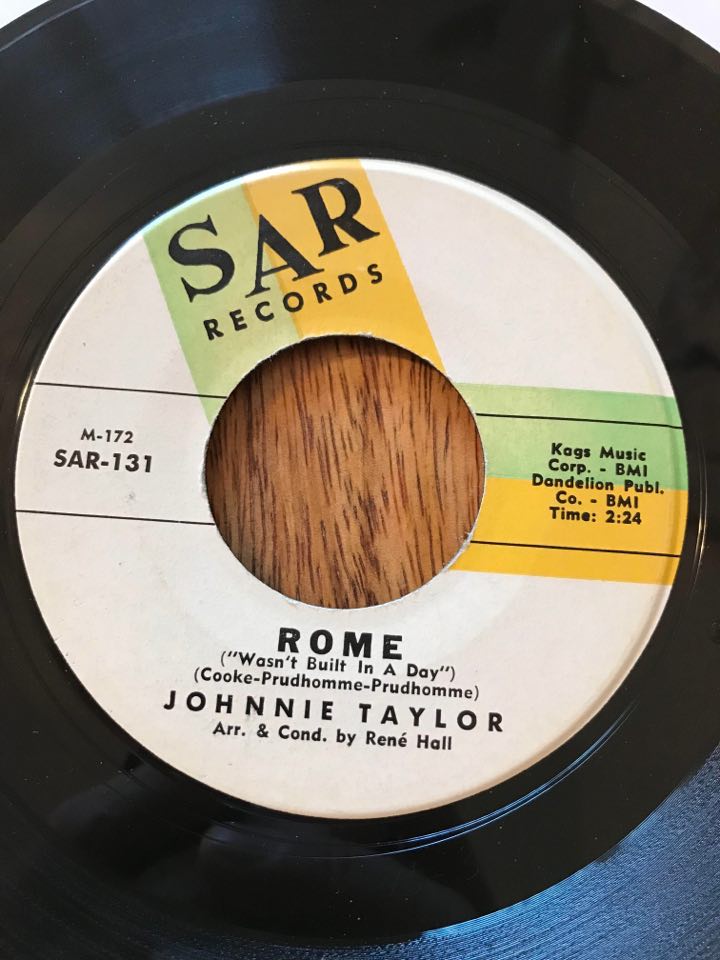 SAR
RECORDS
M-172
SAR-131
Kags Music
Corp. - BMI
Dandelion Publ.
Co. - BMI
Time: 2:24
ROME
("Wasn't Built In A Day")
(Cooke-Prudhomme-Prudhomme)
JOHNNIE TAYLOR
Arr. & Cond. by René Hall